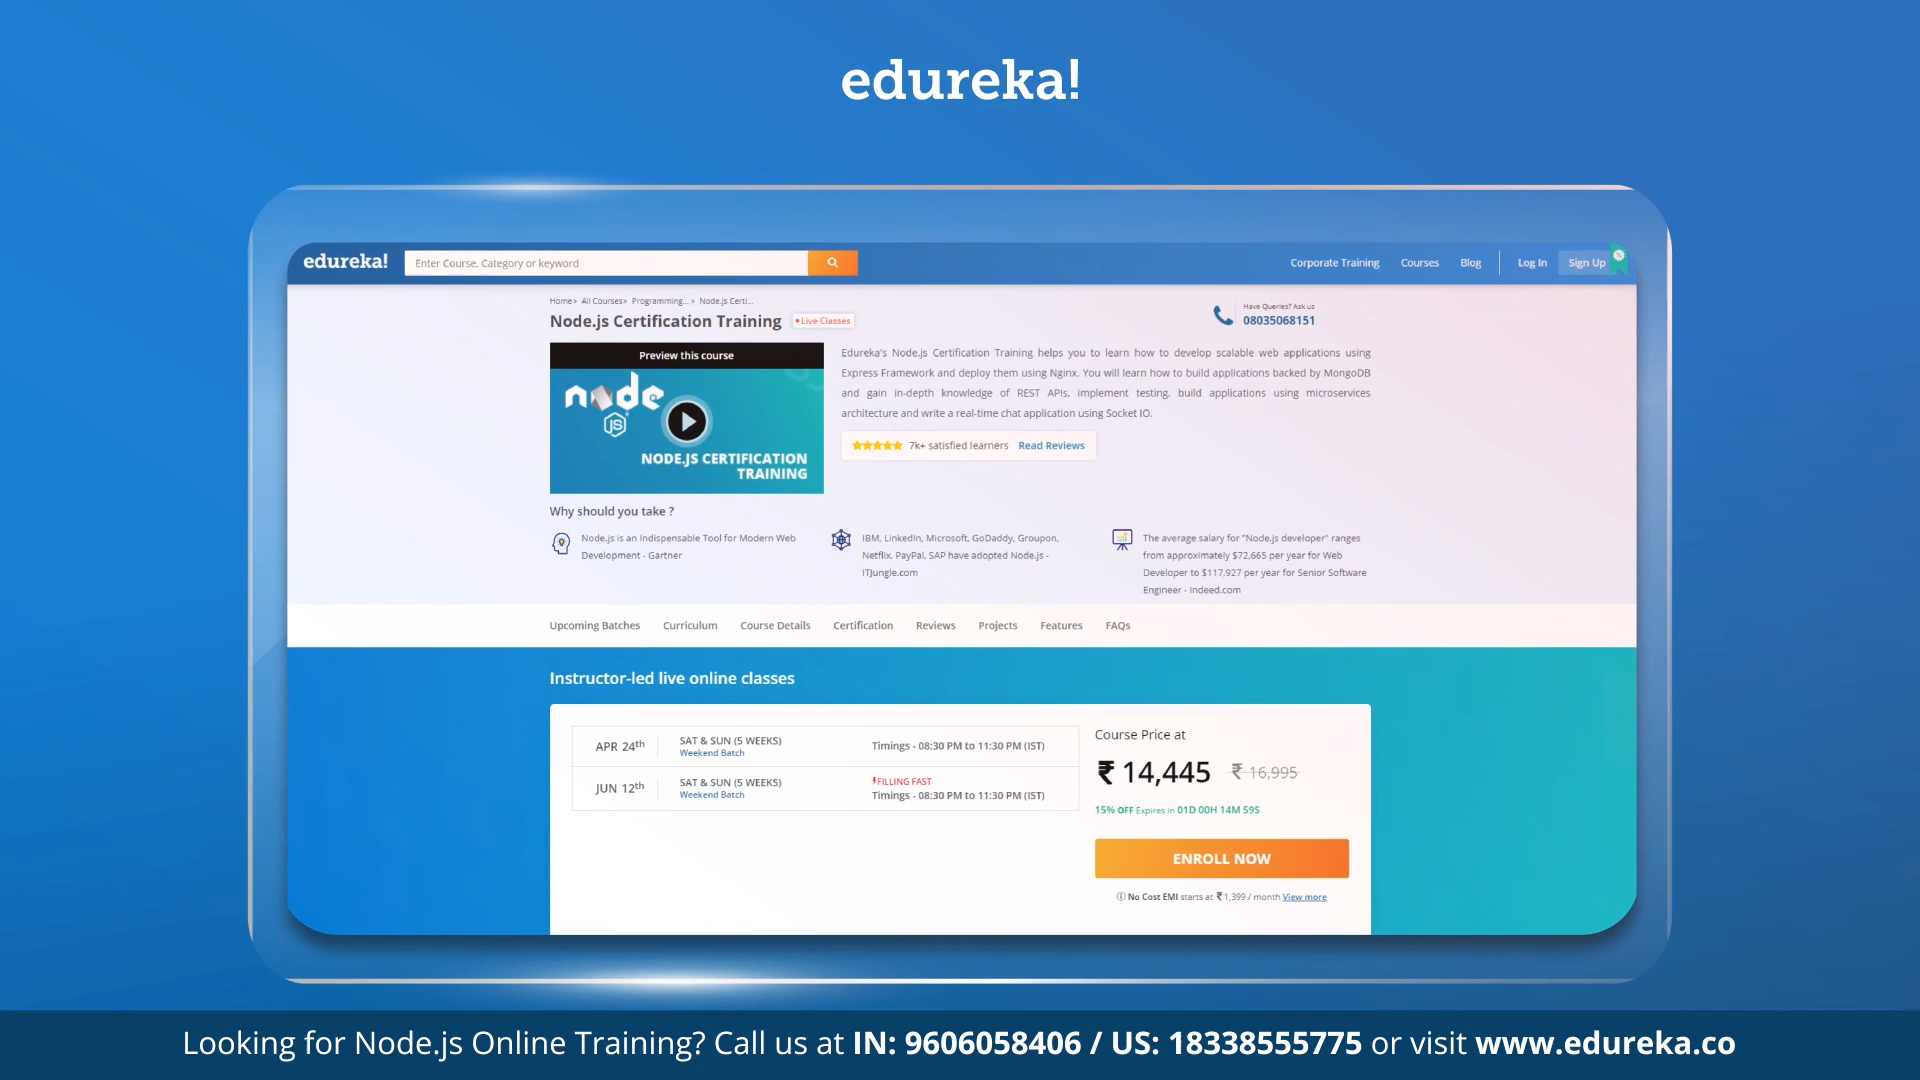 edureka!
edureka!
Enter Course, Category or keyword
Corporate Training
Courses
Blog
Log In
Sign Up
Home> All Courses> Programming... > Node.js Certi...
Node.js Certification Training
Live Classes
Have Queries? Ask us
08035068151
Preview this course
node
JS
NODE.JS CERTIFICATION
TRAINING
Edureka's Node.js Certification Training helps you to learn how to develop scalable web applications using
Express Framework and deploy them using Nginx. You will learn how to build applications backed by MongoDB
and gain in-depth knowledge of REST APIs, implement testing, build applications using microservices
architecture and write a real-time chat application using Socket IO.
7k+ satisfied learners Read Reviews
Why should you take ?
Node.js is an Indispensable Tool for Modern Web
Development - Gartner
IBM, LinkedIn, Microsoft, GoDaddy, Groupon,
Netflix, PayPal, SAP have adopted Node.js -
ITJungle.com
The average salary for "Node.js developer" ranges
from approximately $72,665 per year for Web
Developer to $117,927 per year for Senior Software
Engineer - Indeed.com
Upcoming Batches
Curriculum
Course Details
Certification
Reviews
Projects
Features
FAQs
Instructor-led live online classes
APR 24th
SAT & SUN (5 WEEKS)
Weekend Batch
Timings - 08:30 PM to 11:30 PM (IST)
JUN 12th
SAT & SUN (5 WEEKS)
Weekend Batch
FILLING FAST
Timings - 08:30 PM to 11:30 PM (IST)
Course Price at
₹ 14,445 ₹ 16,995
15% OFF Expires in 01D 00H 14M 59S
ENROLL NOW
No Cost EMI starts at ₹ 1,399 / month View more
Looking for Node.js Online Training? Call us at IN: 9606058406 / US: 18338555775 or visit www.edureka.co